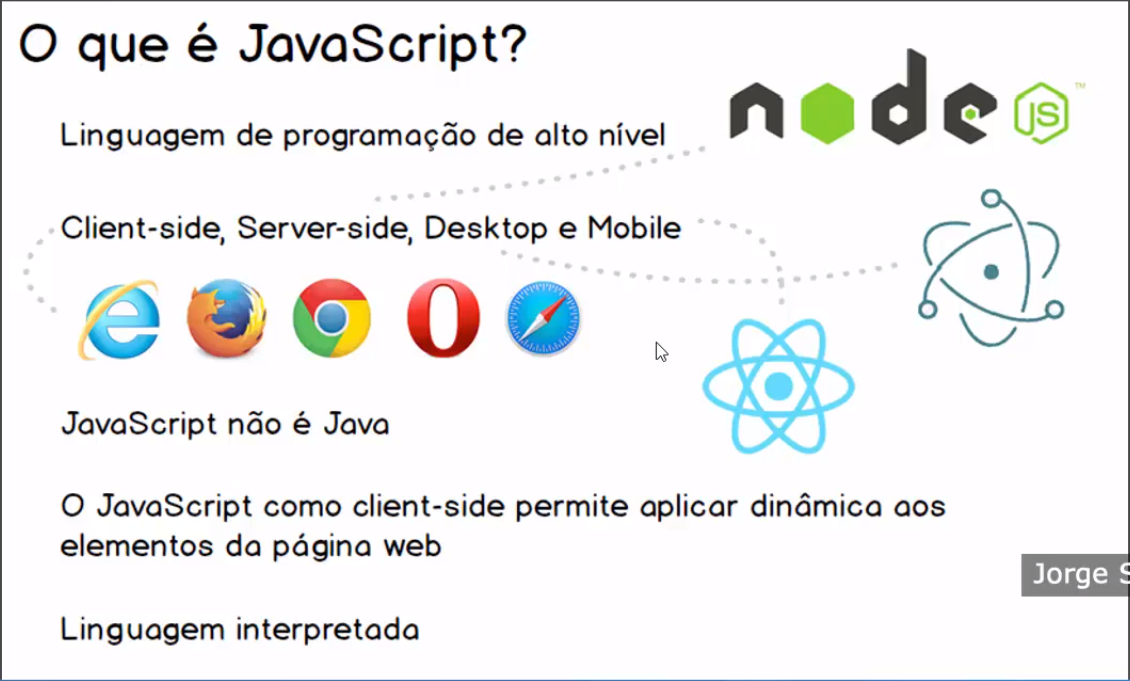 O que é JavaScript?
node JS ™
Linguagem de programação de alto nível
Client-side, Server-side, Desktop e Mobile
JavaScript não é Java
O JavaScript como client-side permite aplicar dinâmica aos
elementos da página web
Jorge S
Linguagem interpretada